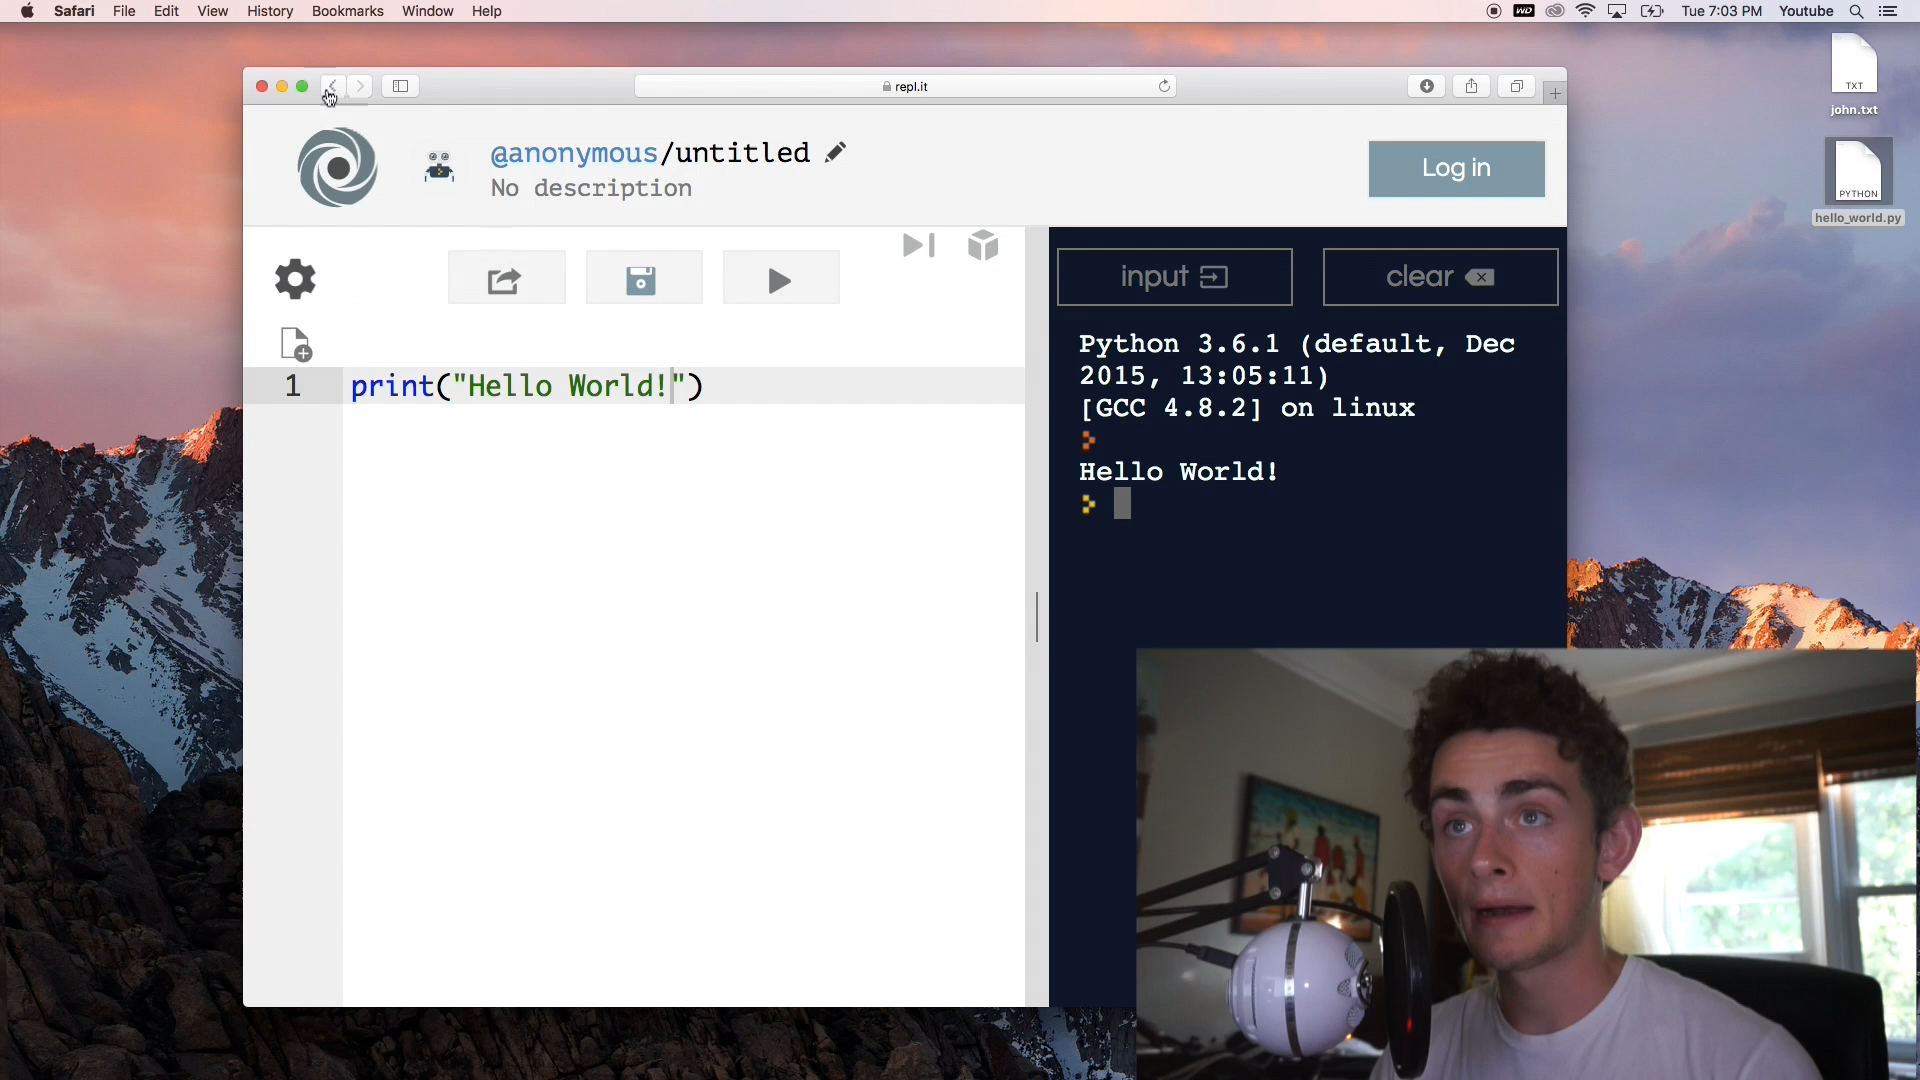 Safari File Edit View History Bookmarks Window Help
WD Tue 7:03 PM Youtube
repl.it
TXT
john.txt
PYTHON
hello_world.py
@anonymous/untitled
No description
Log in
input
clear
1 print("Hello World!")
Python 3.6.1 (default, Dec
2015, 13:05:11)
[GCC 4.8.2] on linux
Hello World!